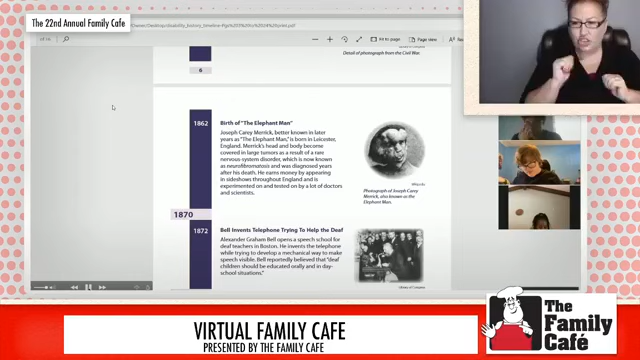 The 22nd Annual Family Cafe
Fit to page
Page view
Detail of photograph from the Civil War.
6
1862
Birth of "The Elephant Man"
Joseph Carey Merrick, better known in later
years as "The Elephant Man," is born in Leicester,
England. Merrick's head and body become
covered in large tumors as a result of a rare
nervous-system disorder, which is now known
as neurofibromatosis and was diagnosed years
after his death. He earns money by appearing
in sideshows throughout England and is
experimented on and tested on by a lot of doctors
and scientists.
Photograph of Joseph Carey
Merrick, also known as the
Elephant Man.
1870
1872
Bell Invents Telephone Trying To Help the Deaf
Alexander Graham Bell opens a speech school for
deaf teachers in Boston. He invents the telephone
while trying to develop a mechanical way to make
speech visible. Bell reportedly believed that "deaf
children should be educated orally and in day-
school situations."
Library of Congress
VIRTUAL FAMILY CAFE
PRESENTED BY THE FAMILY CAFE
The
Family
Café